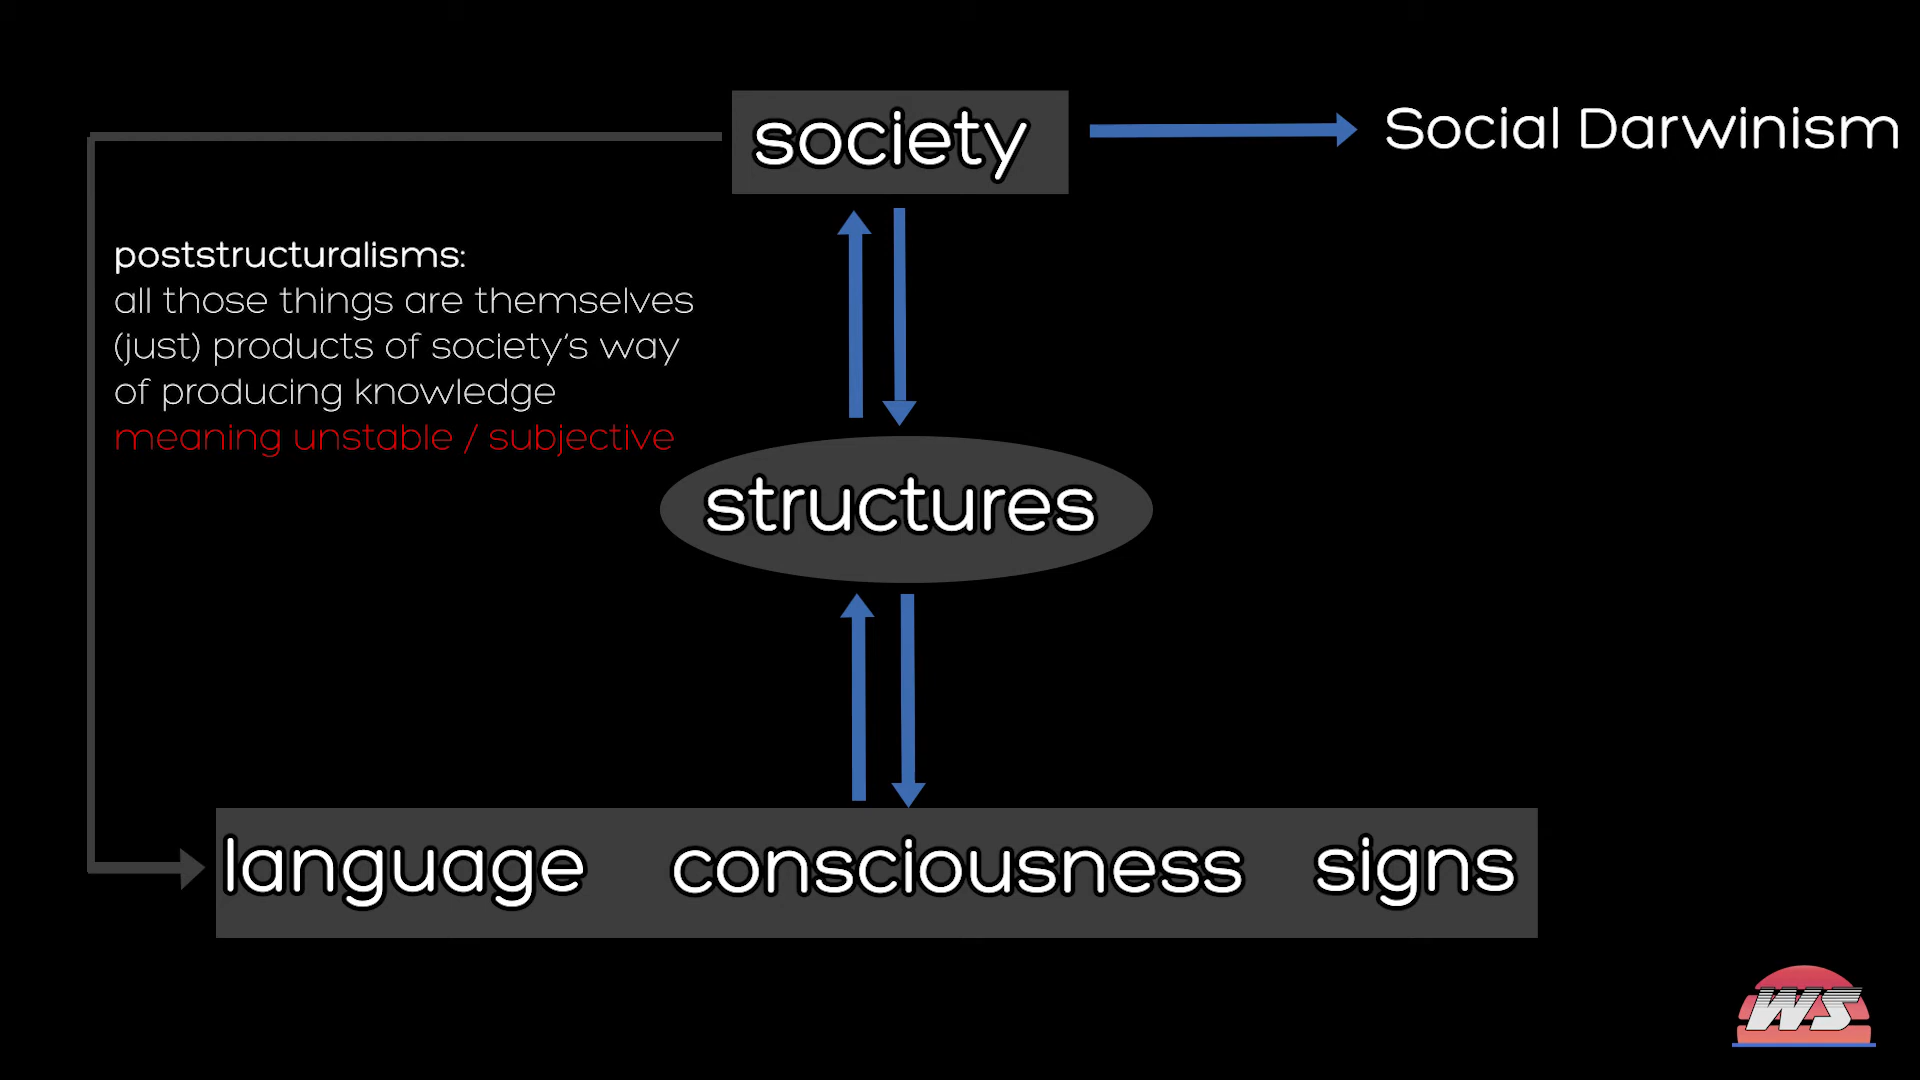 society
Social Darwinism
poststructuralisms:
all those things are themselves
(just) products of society's way
of producing knowledge
meaning unstable / subjective
structures
language consciousness signs
WS